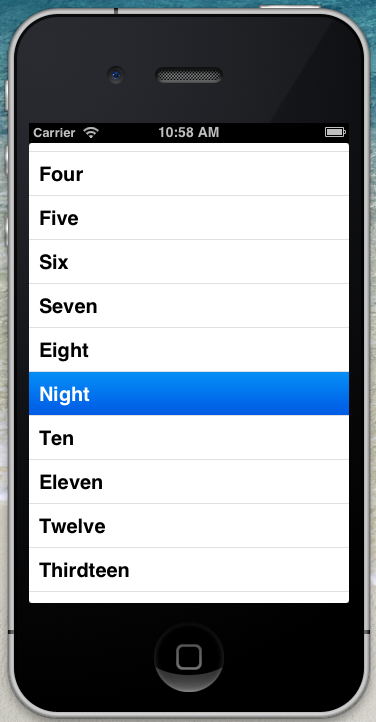 Carrier 10:58 AM
Four
Five
Six
Seven
Eight
Night
Ten
Eleven
Twelve
Thirdteen